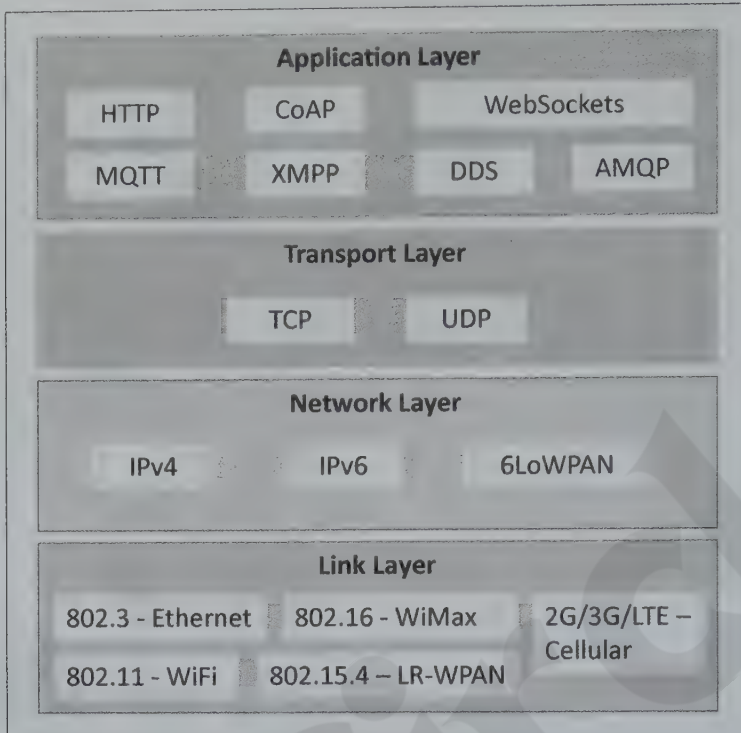 Application Layer
HTTP CoAP WebSockets
MQTT XMPP DDS AMQP
Transport Layer
TCP UDP
Network Layer
IPv4 IPv6 6LoWPAN
Link Layer
802.3 - Ethernet 802.16 - WiMax 2G/3G/LTE –
Cellular
802.11 - WiFi 802.15.4 – LR-WPAN